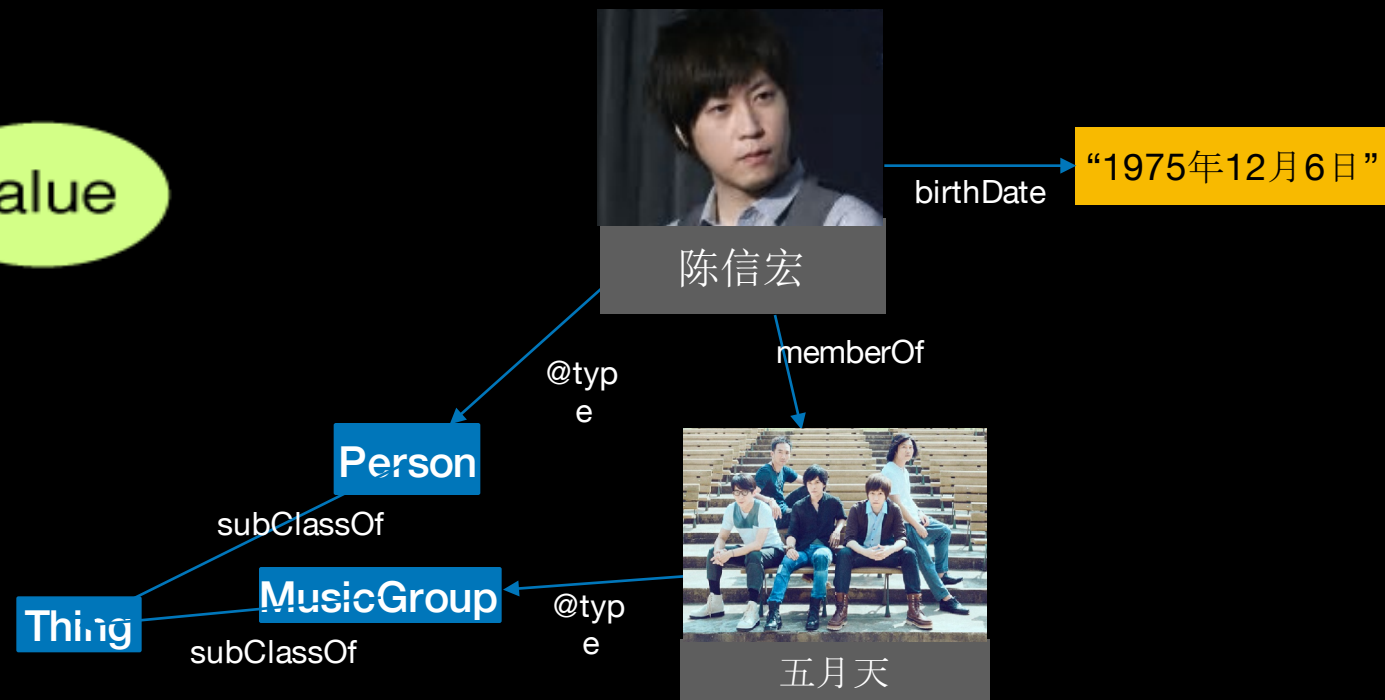 alue
birthDate
“1975年12月6日”
陈信宏
memberOf
@typ
e
Person
subClassOf
MusicGroup
@typ
e
Thing
subClassOf
五月天